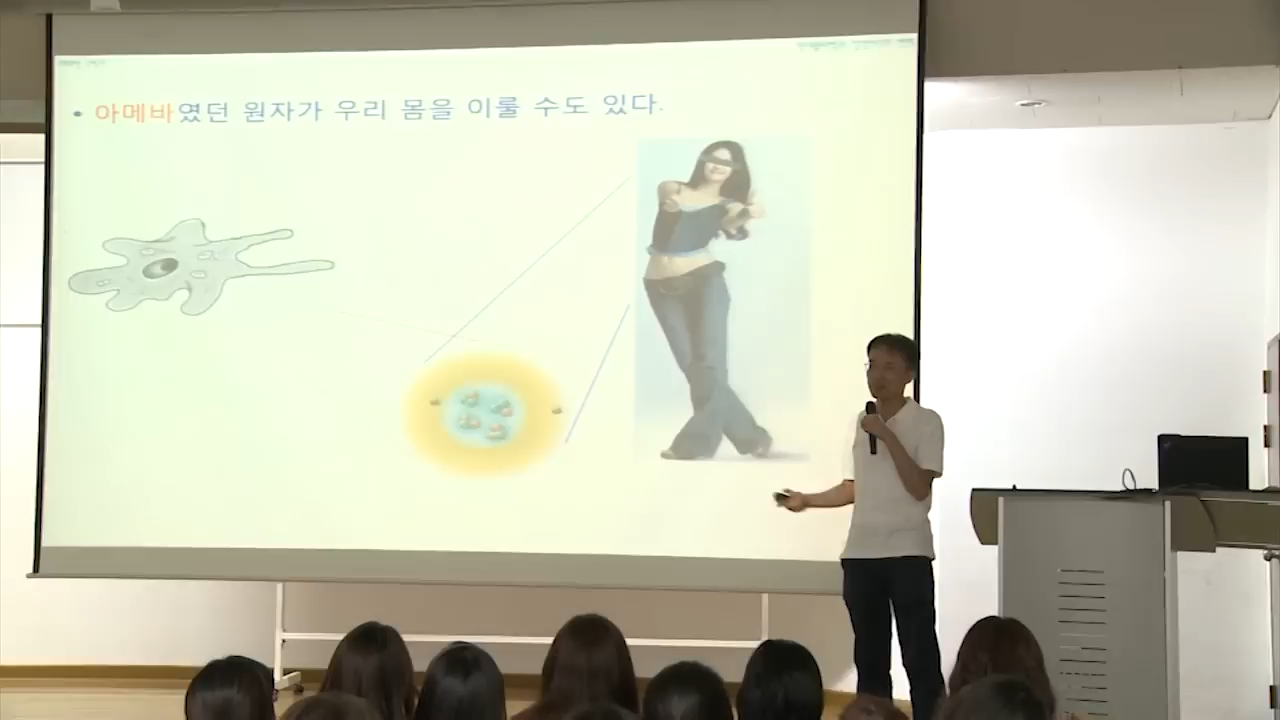 • 아메바였던 원자가 우리 몸을 이룰 수도 있다.